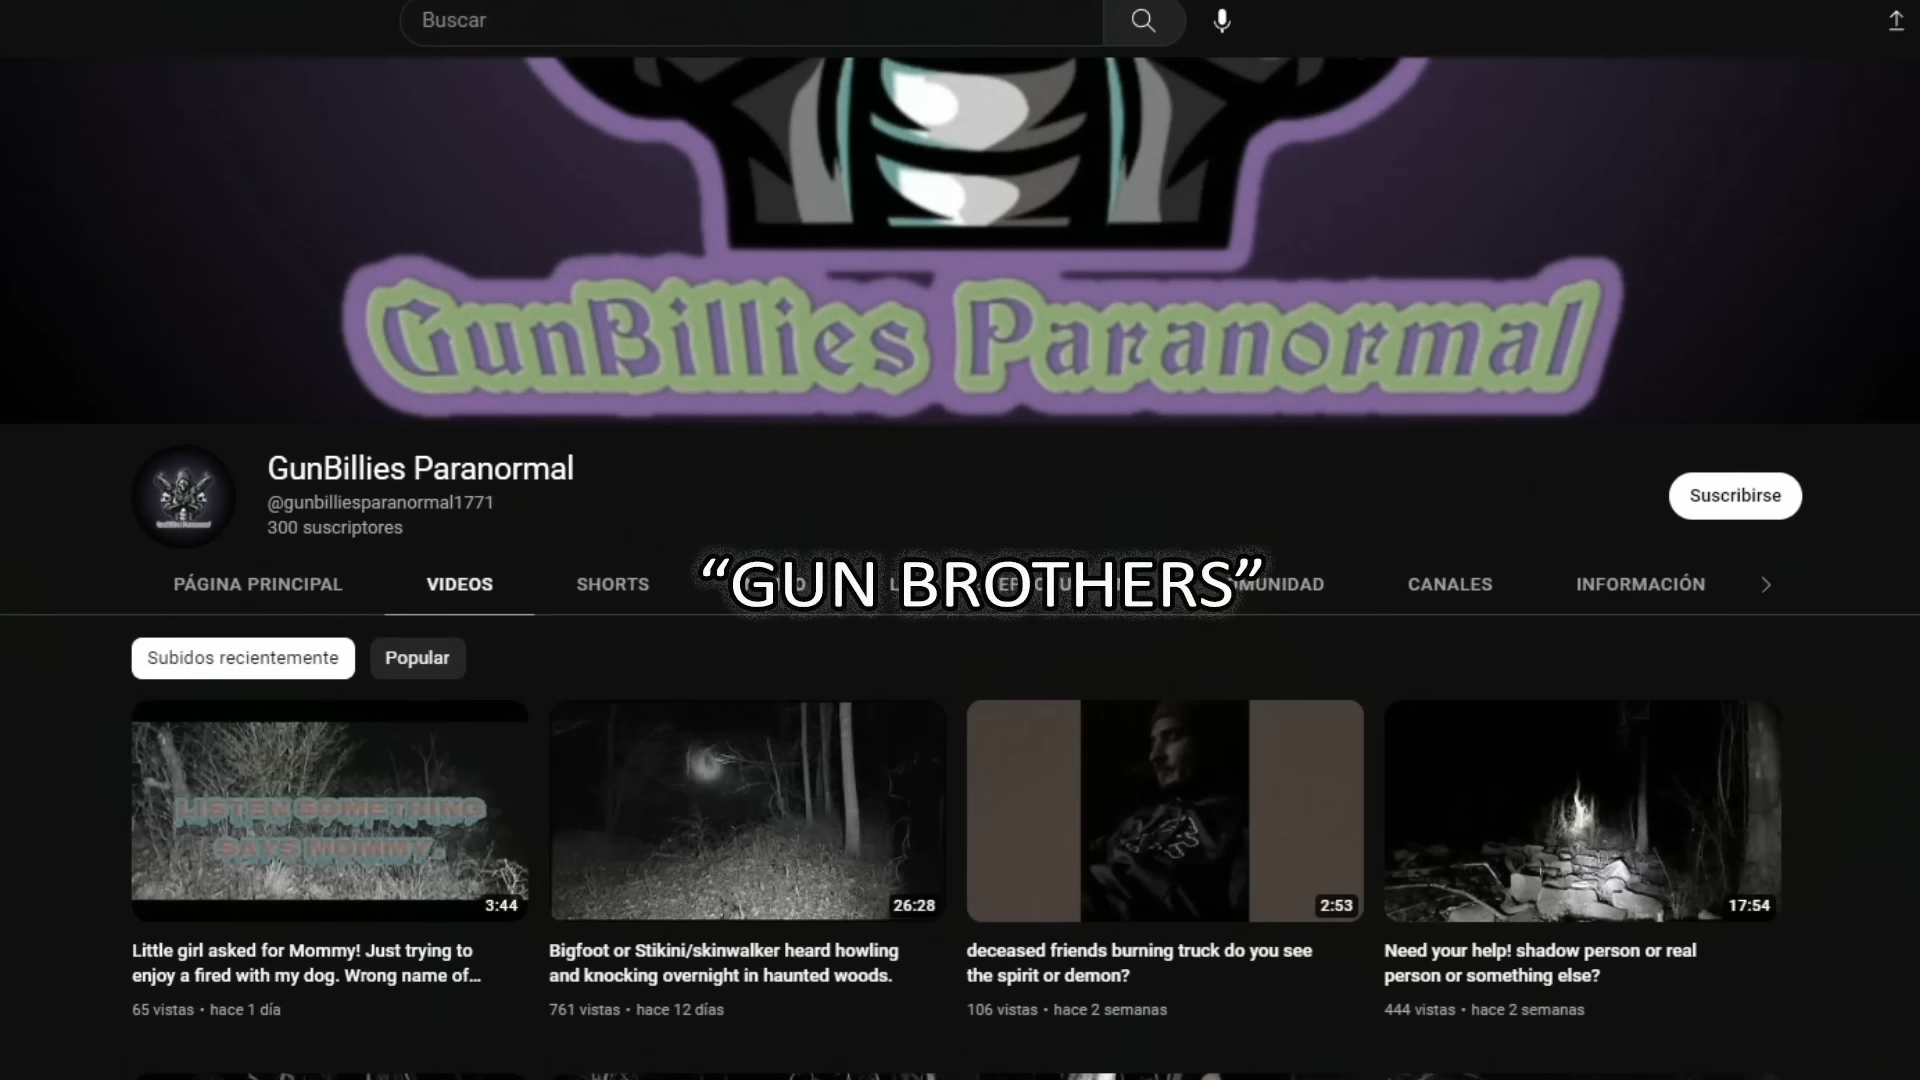 Buscar
GunBillies Paranormal
GunBillies Paranormal
@gunbilliesparanormal1771
300 suscriptores
Suscribirse
“GUN BROTHERS”
PÁGINA PRINCIPAL
VIDEOS
SHORTS
CANALES
INFORMACIÓN
Subidos recientemente
Popular
LISTEN SOMETHING
SAYS MOMMY.
3:44
26:28
2:53
17:54
Little girl asked for Mommy! Just trying to
enjoy a fired with my dog. Wrong name of...
65 vistas • hace 1 día
Bigfoot or Stikini/skinwalker heard howling
and knocking overnight in haunted woods.
761 vistas • hace 12 días
deceased friends burning truck do you see
the spirit or demon?
106 vistas • hace 2 semanas
Need your help! shadow person or real
person or something else?
444 vistas • hace 2 semanas